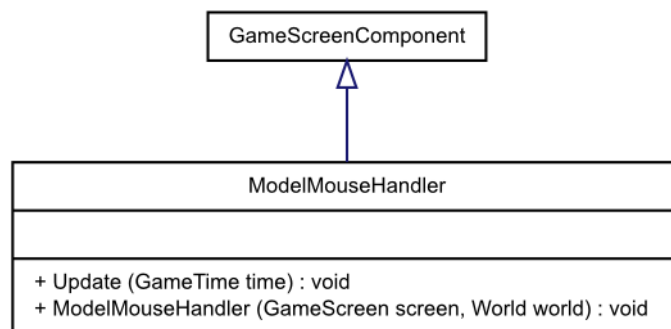 GameScreenComponent
ModelMouseHandler
+ Update (GameTime time) : void
+ ModelMouseHandler (GameScreen screen, World world) : void